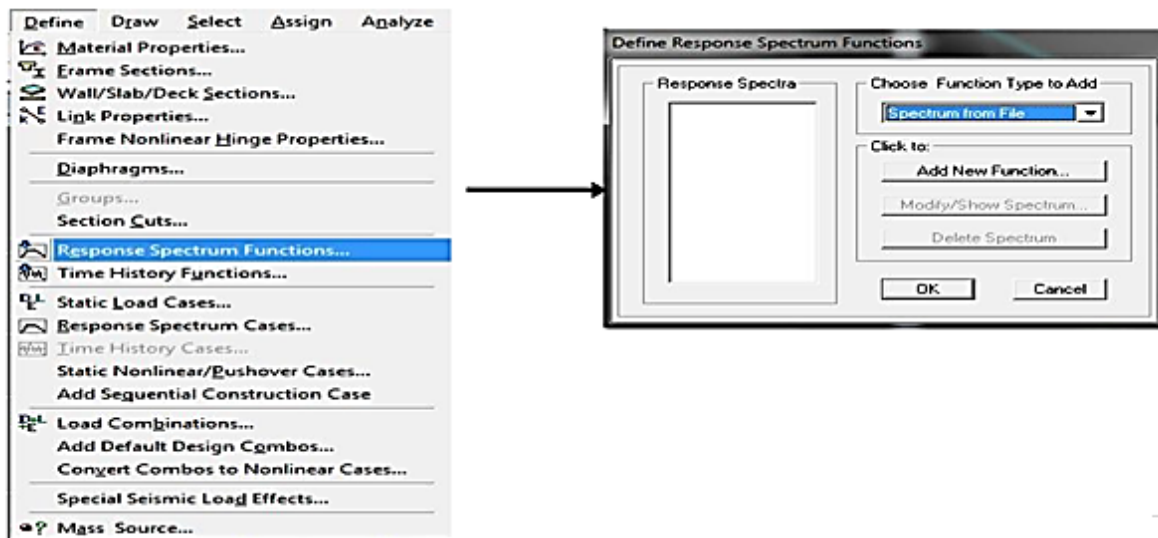 Define Draw Select Assign Analyze
Material Properties...
Frame Sections...
Wall/Slab/Deck Sections...
Link Properties...
Frame Nonlinear Hinge Properties...
Diaphragms...
Groups...
Section Cuts...
Response Spectrum Functions...
Time History Functions...
Static Load Cases...
Response Spectrum Cases...
Time History Cases...
Static Nonlinear/Pushover Cases...
Add Sequential Construction Case
Load Combinations...
Add Default Design Combos...
Convert Combos to Nonlinear Cases...
Special Seismic Load Effects...
Mass Source...
Define Response Spectrum Functions
Response Spectra
Choose Function Type to Add
Spectrum from File
Click to:
Add New Function...
Modify/Show Spectrum...
Delete Spectrum
OK Cancel